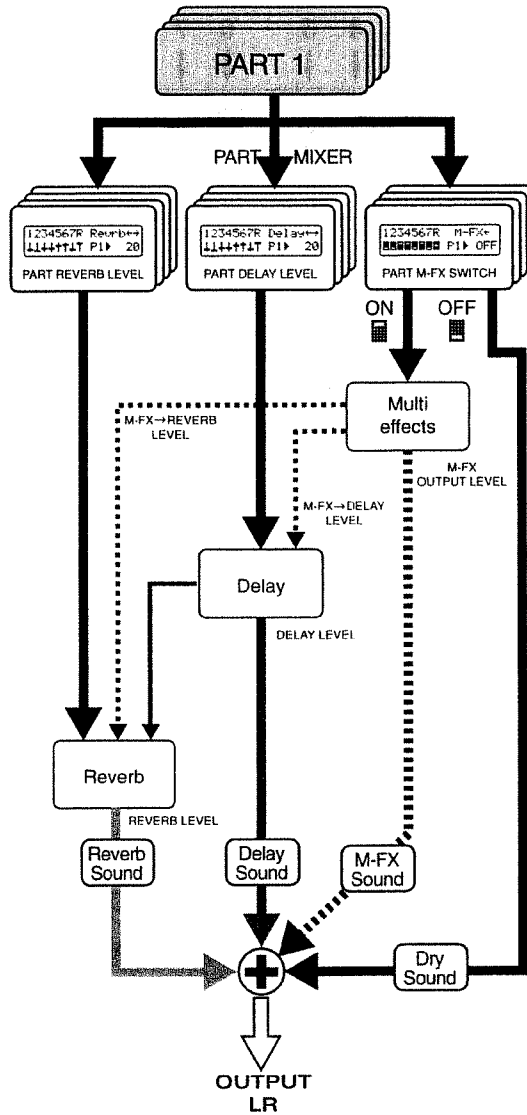 PART 1
PART MIXER
1234567R Revrb↔
↓↓↓↑↑↑T P1▶ 20
PART REVERB LEVEL
1234567R Delay↔
↓↓↓↑↑↑T P1▶ 20
PART DELAY LEVEL
1234567R M-FX←
P1▶ OFF
PART M-FX SWITCH
ON OFF
Multi
effects
M-FX→REVERB
LEVEL
M-FX
OUTPUT LEVEL
M-FX→DELAY
LEVEL
Delay
DELAY LEVEL
Reverb
REVERB LEVEL
Reverb
Sound
Delay
Sound
M-FX
Sound
Dry
Sound
OUTPUT
LR